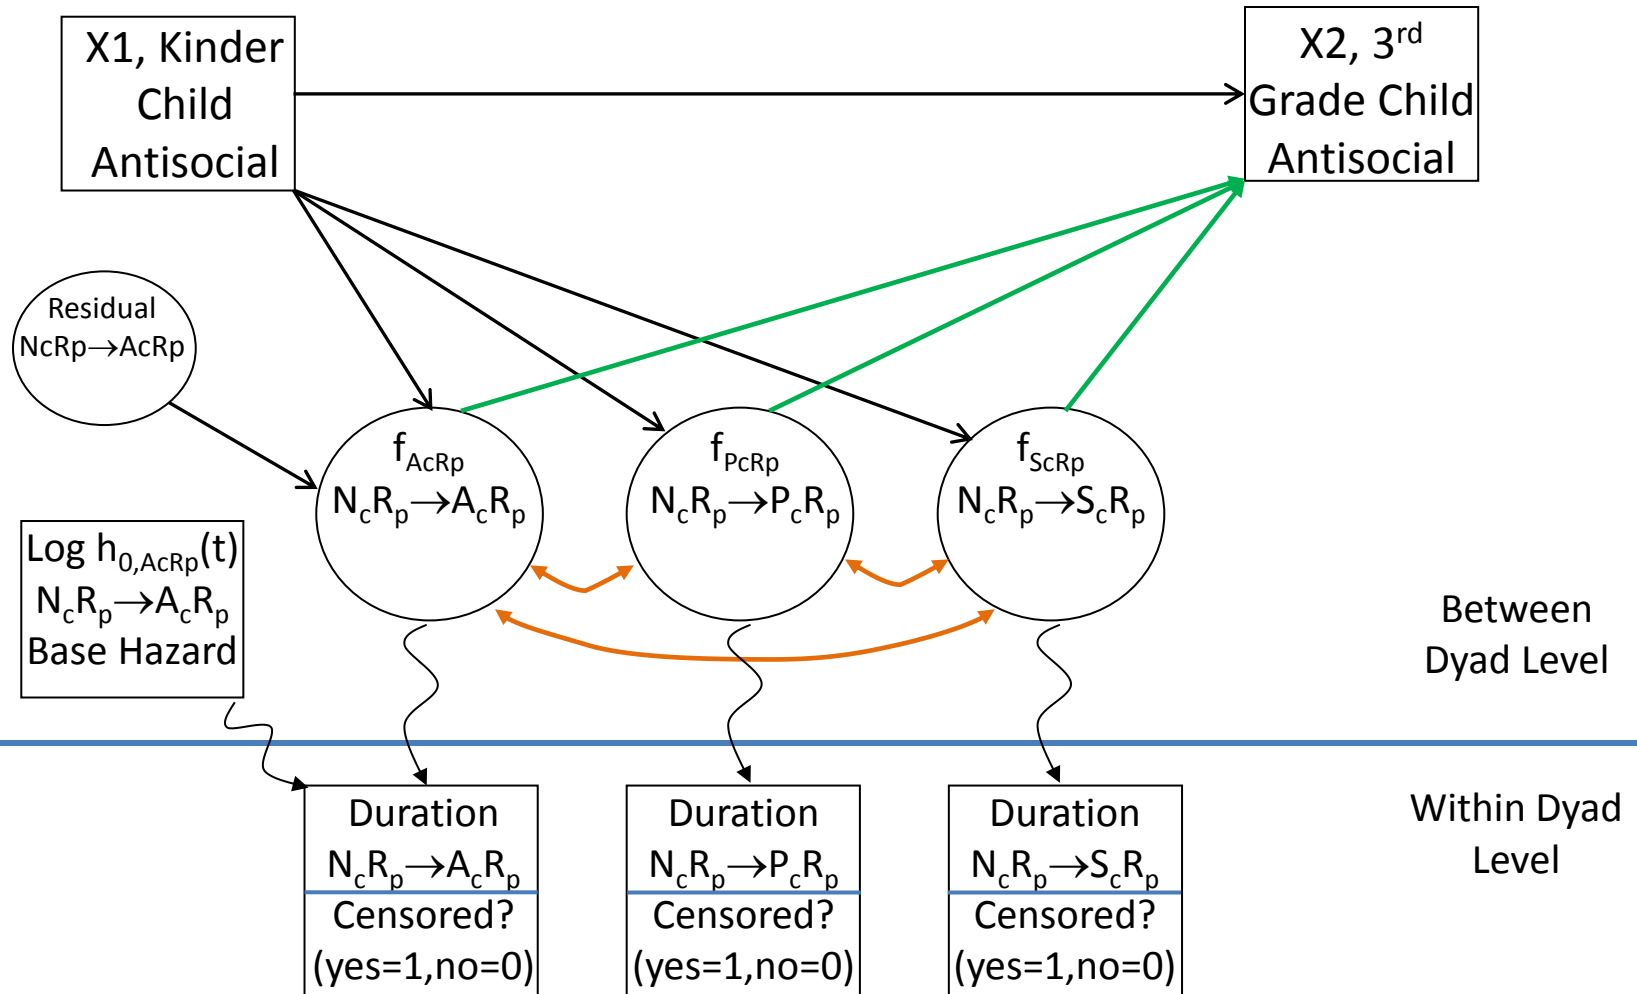 X1, Kinder
Child
Antisocial
X2, 3rd
Grade Child
Antisocial
Residual
NcRp→AcRp
fAcRp
NcRp→AcRp
fPcRp
NcRp→PcRp
fScRp
NcRp→ScRp
Log h0,AcRp(t)
NcRp→AcRp
Base Hazard
Between
Dyad Level
Duration
NcRp→AcRp
Censored?
(yes=1,no=0)
Duration
NcRp→PcRp
Censored?
(yes=1,no=0)
Duration
NcRp→ScRp
Censored?
(yes=1,no=0)
Within Dyad
Level